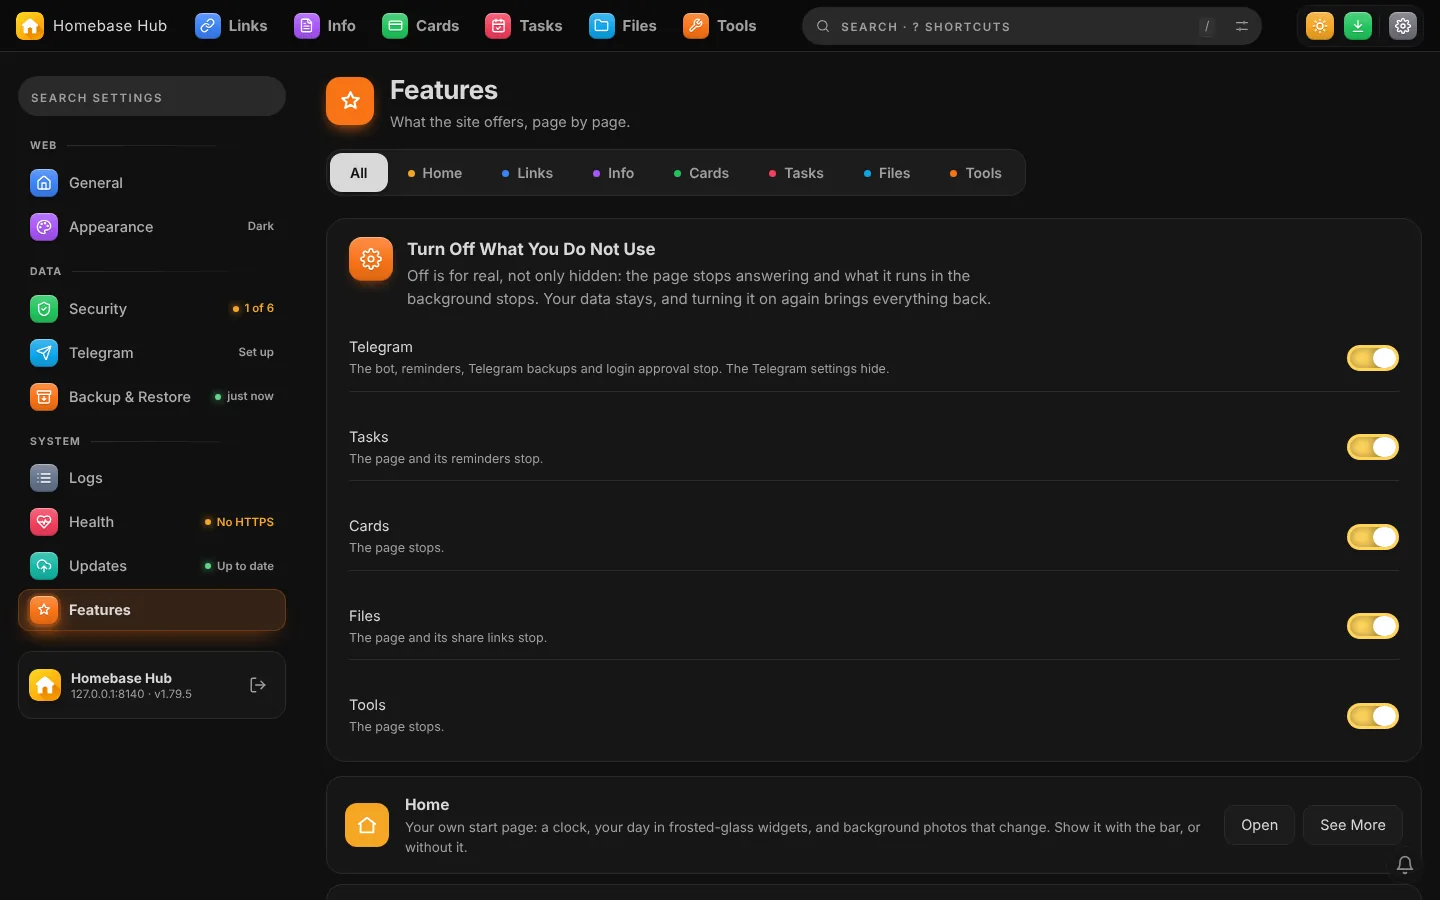 Homebase Hub
Links
Info
Cards
Tasks
Files
Tools
SEARCH · ? SHORTCUTS
/
SEARCH SETTINGS
WEB
General
Appearance
Dark
DATA
Security
1 of 6
Telegram
Set up
Backup & Restore
just now
SYSTEM
Logs
Health
No HTTPS
Updates
Up to date
Features
Homebase Hub
127.0.0.1:8140 · v1.79.5
Features
What the site offers, page by page.
All
Home
Links
Info
Cards
Tasks
Files
Tools
Turn Off What You Do Not Use
Off is for real, not only hidden: the page stops answering and what it runs in the
background stops. Your data stays, and turning it on again brings everything back.
Telegram
The bot, reminders, Telegram backups and login approval stop. The Telegram settings hide.
Tasks
The page and its reminders stop.
Cards
The page stops.
Files
The page and its share links stop.
Tools
The page stops.
Home
Your own start page: a clock, your day in frosted-glass widgets, and background photos that change. Show it with the bar, or
without it.
Open
See More